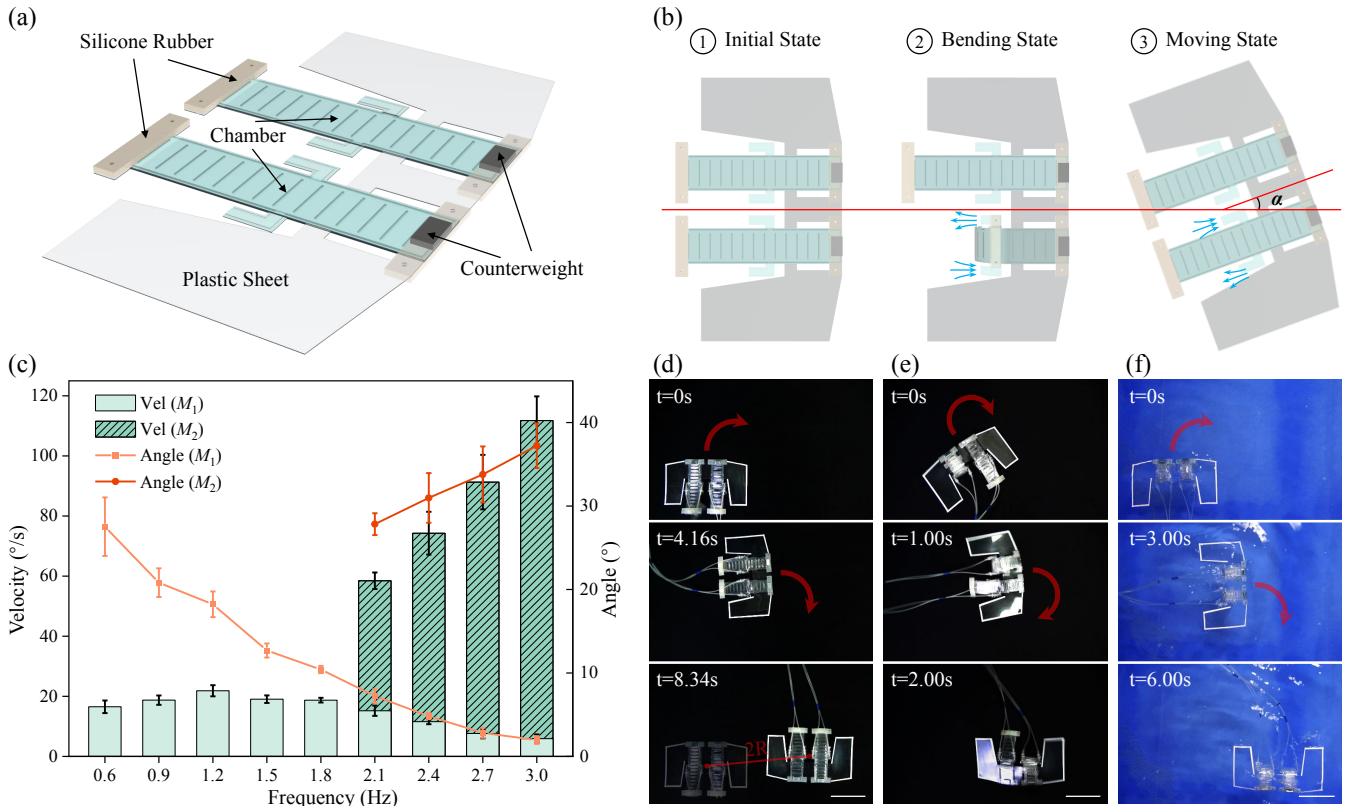 (a)
Silicone Rubber
Chamber
Counterweight
Plastic Sheet
(b)
1 Initial State
2 Bending State
3 Moving State
α
(c)
Velocity (°/s)
120
100
80
60
40
20
0
Vel (M1)
Vel (M2)
Angle (M1)
Angle (M2)
Angle (°)
40
30
20
10
0
0.6 0.9 1.2 1.5 1.8 2.1 2.4 2.7 3.0
Frequency (Hz)
(d)
t=0s
t=4.16s
t=8.34s
2R
(e)
t=0s
t=1.00s
t=2.00s
(f)
t=0s
t=3.00s
t=6.00s